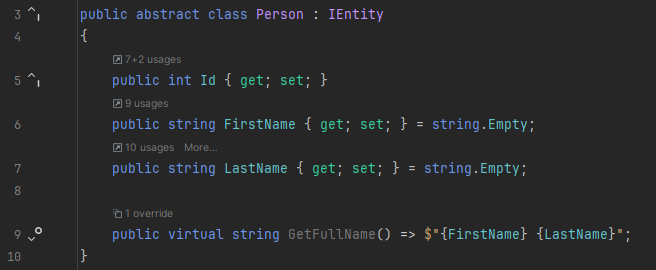 3 public abstract class Person : IEntity
4 {
7+2 usages
5 public int Id { get; set; }
9 usages
6 public string FirstName { get; set; } = string.Empty;
10 usages More...
7 public string LastName { get; set; } = string.Empty;
8
1 override
9 public virtual string GetFullName() => $"{FirstName} {LastName}";
10 }